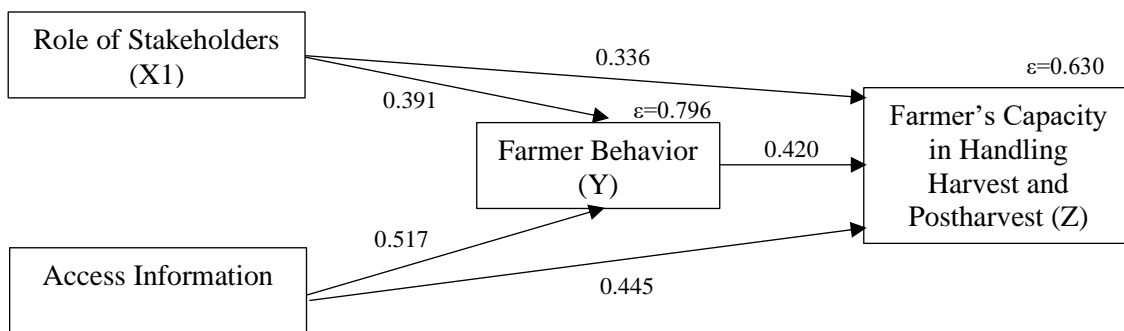 Role of Stakeholders
(X1)
0.336
ε=0.630
0.391
ε=0.796
Farmer Behavior
(Y)
0.420
Farmer’s Capacity
in Handling
Harvest and
Postharvest (Z)
0.517
Access Information
0.445